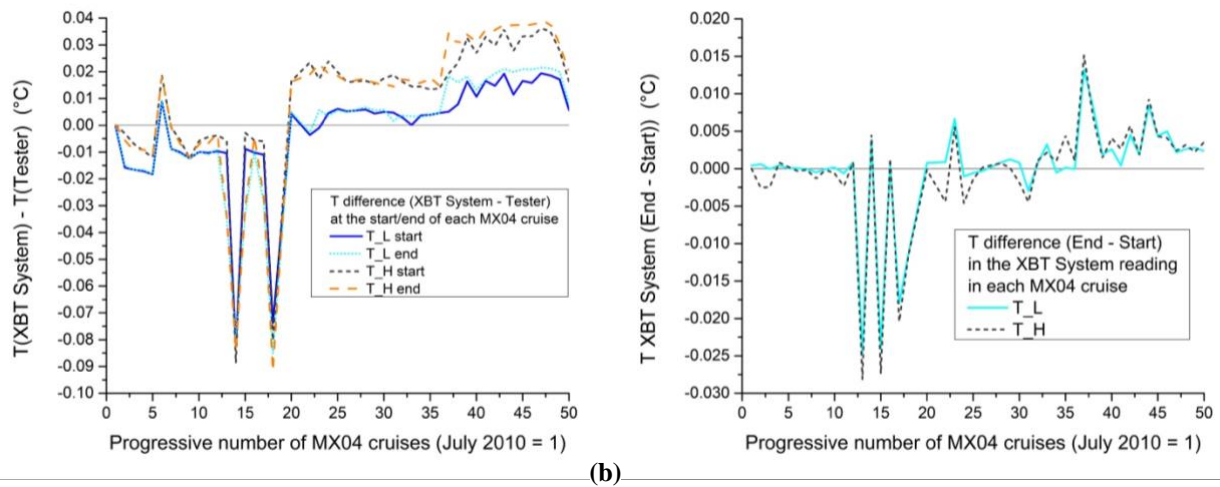 T(XBT System) - T(Tester) (°C)
0.04
0.03
0.02
0.01
0.00
-0.01
-0.02
-0.03
-0.04
-0.05
-0.06
-0.07
-0.08
-0.09
-0.10
T difference (XBT System - Tester)
at the start/end of each MX04 cruise
T_L start
T_L end
T_H start
T_H end
0 5 10 15 20 25 30 35 40 45 50
Progressive number of MX04 cruises (July 2010 = 1)
T XBT System (End - Start)) (°C)
0.020
0.015
0.010
0.005
0.000
-0.005
-0.010
-0.015
-0.020
-0.025
-0.030
T difference (End - Start)
in the XBT System reading
in each MX04 cruise
T_L
T_H
0 5 10 15 20 25 30 35 40 45 50
Progressive number of MX04 cruises (July 2010 = 1)
(b)